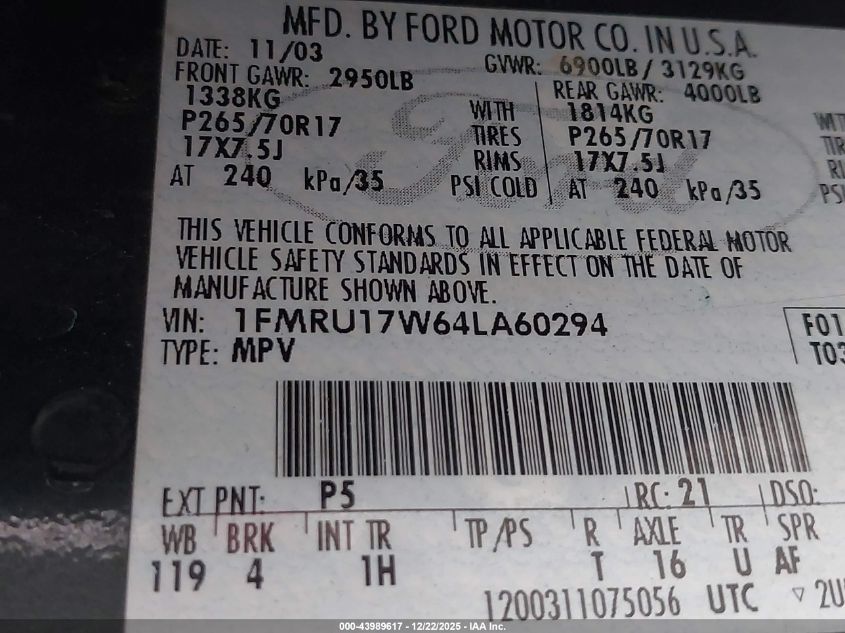 MFD. BY FORD MOTOR CO. IN U.S.A.
DATE: 11/03 GVWR: 6900LB/ 3129KG
FRONT GAWR: 2950LB REAR GAWR: 4000LB
1338KG WITH 1814KG
P265/70R17 TIRES P265/70R17
17X7.5J RIMS 17X7.5J
AT 240 kPa/35 PSI COLD AT 240 kPa/35
THIS VEHICLE CONFORMS TO ALL APPLICABLE FEDERAL MOTOR
VEHICLE SAFETY STANDARDS IN EFFECT ON THE DATE OF
MANUFACTURE SHOWN ABOVE.
VIN: 1FMRU17W64LA60294
TYPE: MPV
EXT PNT: P5 RC: 21 DSO:
WB BRK INT TR TP/PS R AXLE TR SPR
119 4 1H T 16 U AF
1200311075056 UTC
000-43989617 - 12/22/2025 - IAA Inc.